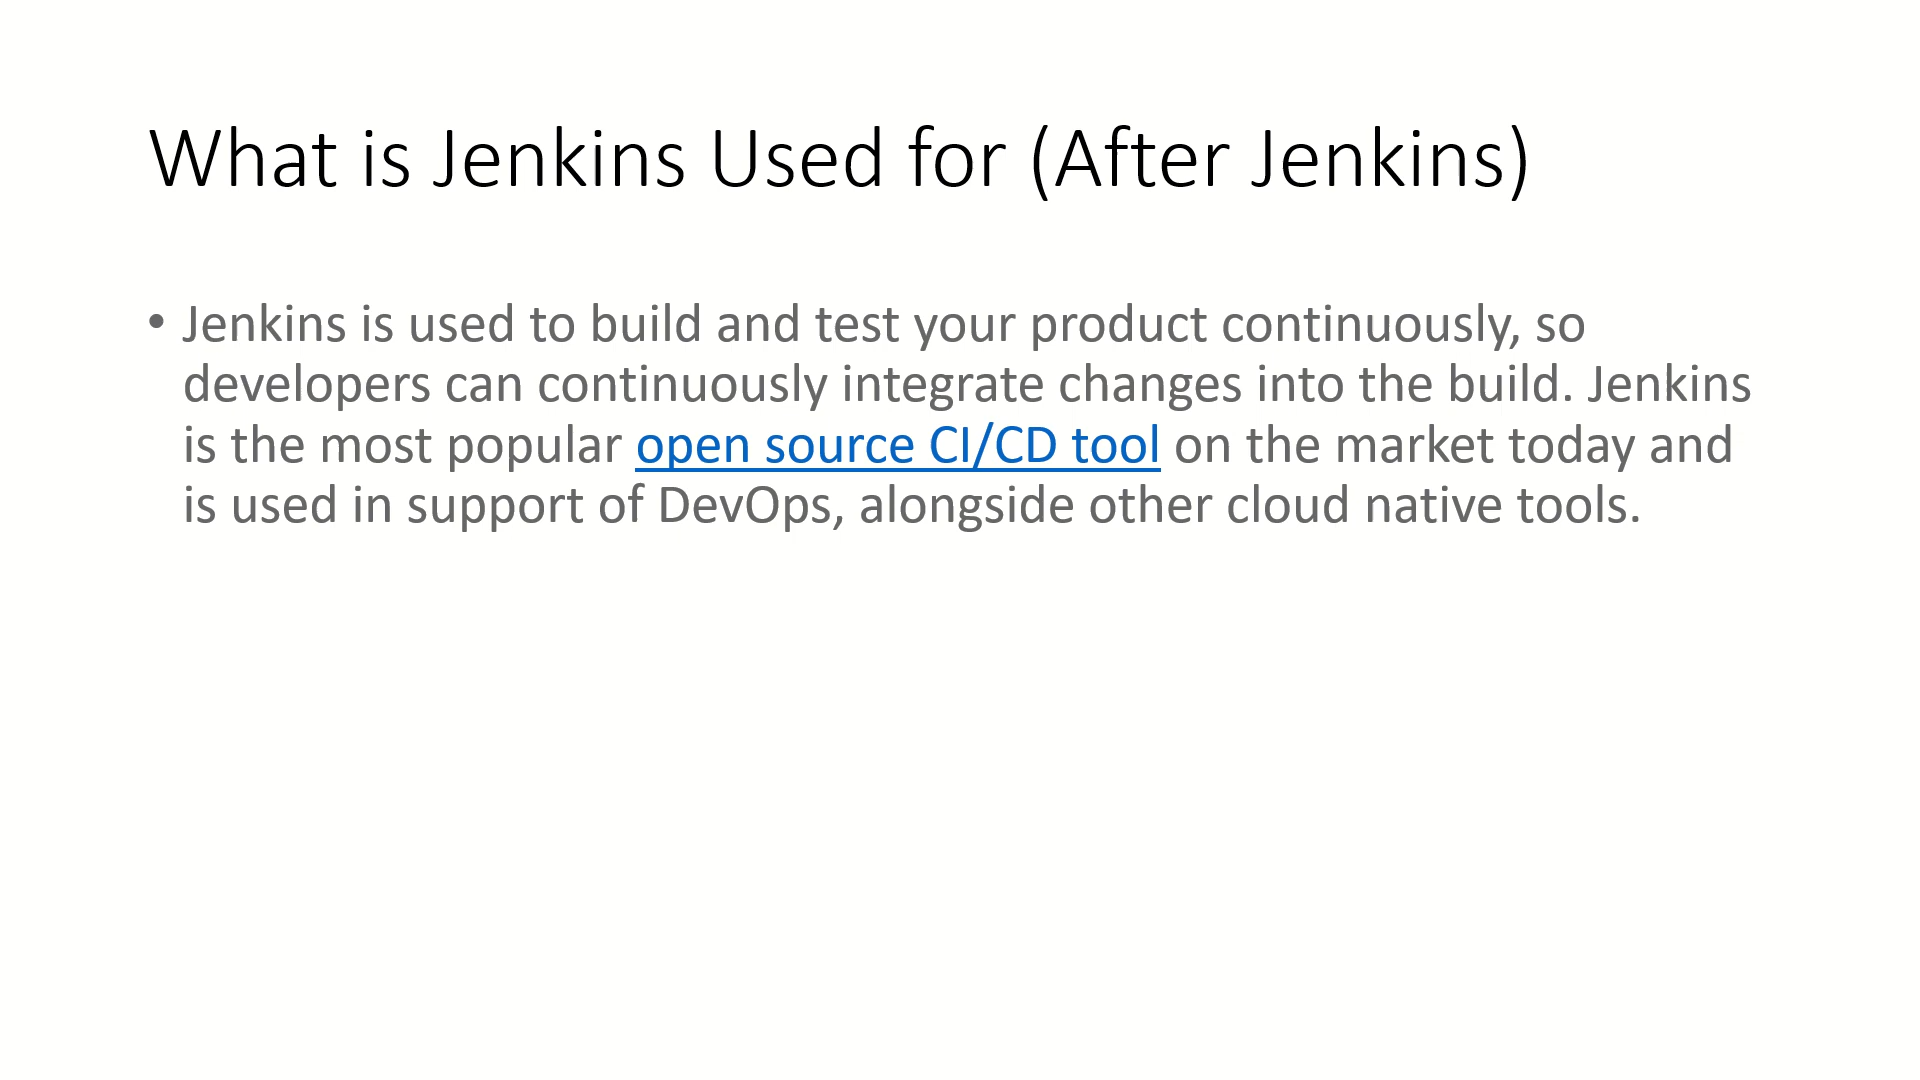 What is Jenkins Used for (After Jenkins)
• Jenkins is used to build and test your product continuously, so
developers can continuously integrate changes into the build. Jenkins
is the most popular open source CI/CD tool on the market today and
is used in support of DevOps, alongside other cloud native tools.